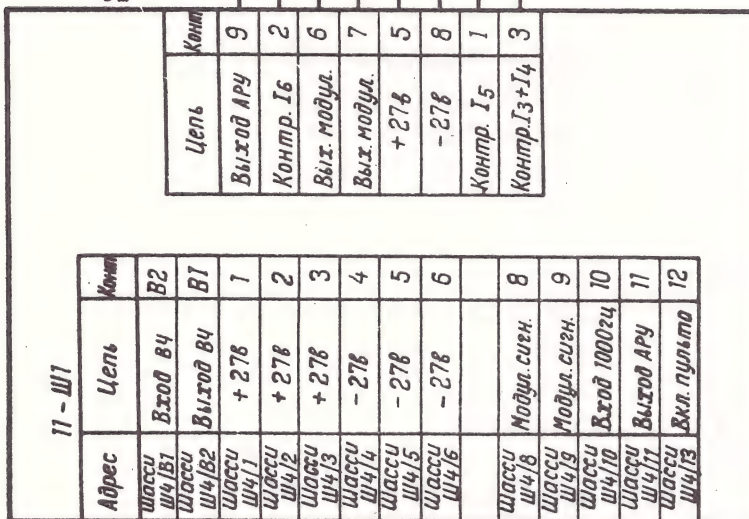 11 - Ш1
Адрес Цепь Конт
Шасси Ш4/В1 Вход ВЧ В2
Шасси Ш4/В2 Выход ВЧ В1
Шасси Ш4/1 +27в 1
Шасси Ш4/2 +27в 2
Шасси Ш4/3 +27в 3
Шасси Ш4/4 -27в 4
Шасси Ш4/5 -27в 5
Шасси Ш4/6 -27в 6
Шасси Ш4/8 Модул. сигн. 8
Шасси Ш4/9 Модул. сигн. 9
Шасси Ш4/10 Вход 1000гц 10
Шасси Ш4/11 Выход АРУ 11
Шасси Ш4/13 Вкл. пульта 12
Цепь Конт
Выход АРУ 9
Контр. I6 2
Вых. модул. 6
Вых. модул. 7
+27в 5
-27в 8
Контр. I5 1
Контр. I3+I4 3